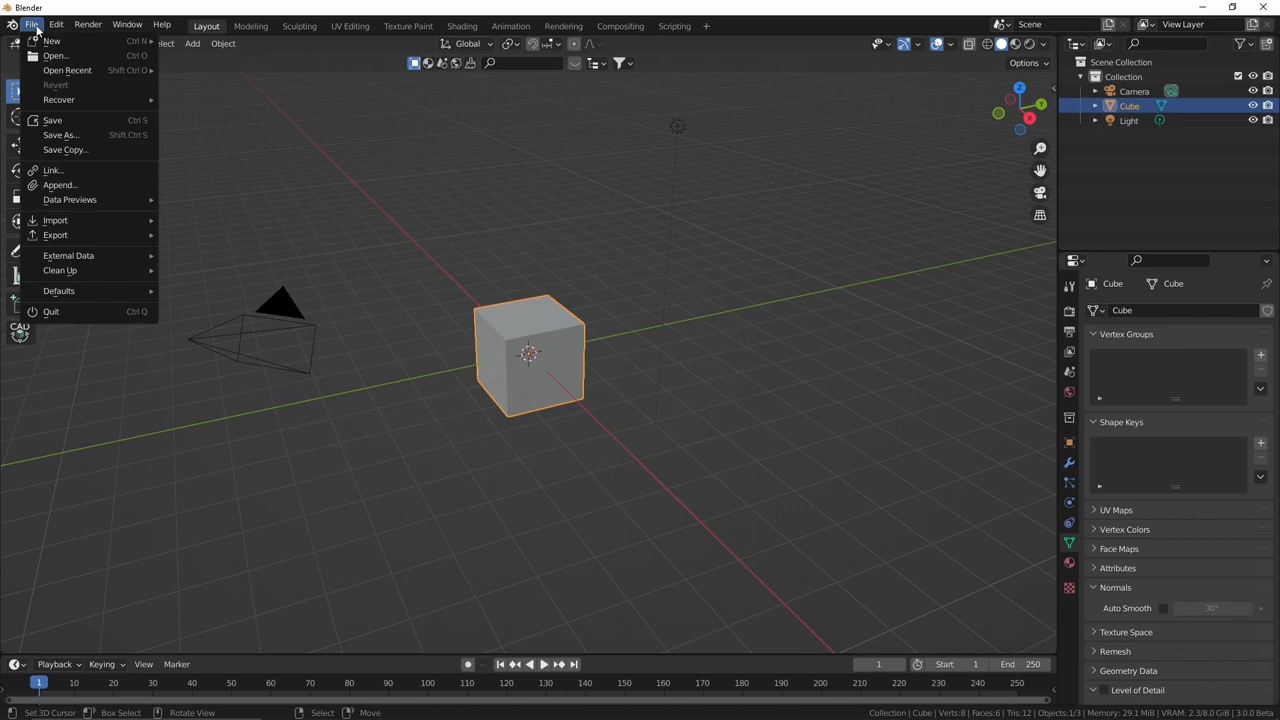 Blender
File Edit Render Window Help Layout Modeling Sculpting UV Editing Texture Paint Shading Animation Rendering Compositing Scripting + Scene View Layer
New Ctrl N
Open... Ctrl O
Open Recent Shift Ctrl O
Revert
Recover
Save Ctrl S
Save As... Shift Ctrl S
Save Copy...
Link...
Append...
Data Previews
Import
Export
External Data
Clean Up
Defaults
Quit Ctrl Q
CAD
Add Object Global
Options
Z
Y
X
Scene Collection
Collection
Camera
Cube
Light
Cube Cube
Cube
Vertex Groups
Shape Keys
UV Maps
Vertex Colors
Face Maps
Attributes
Normals
Auto Smooth 30°
Texture Space
Remesh
Geometry Data
Level of Detail
Playback Keying View Marker 1 Start 1 End 250
1 10 20 30 40 50 60 70 80 90 100 110 120 130 140 150 160 170 180 190 200 210 220 230 240 250
Set 3D Cursor Box Select Rotate View Select Move Collection | Cube | Verts:8 | Faces:6 | Tris:12 | Objects:1/3 | Memory: 29.1 MiB | VRAM: 2.3/8.0 GiB | 3.0.0 Beta